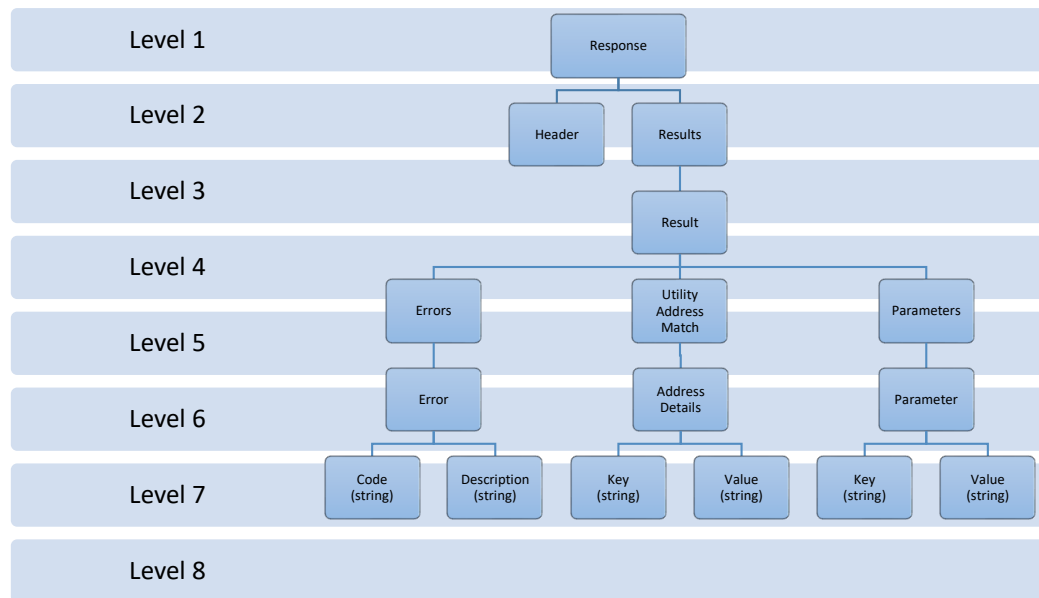 Level 1
Response
Level 2
Header
Results
Level 3
Result
Level 4
Errors
Utility
Address
Match
Parameters
Level 5
Error
Address
Details
Parameter
Level 6
Code
(string)
Description
(string)
Key
(string)
Value
(string)
Key
(string)
Value
(string)
Level 7
Level 8